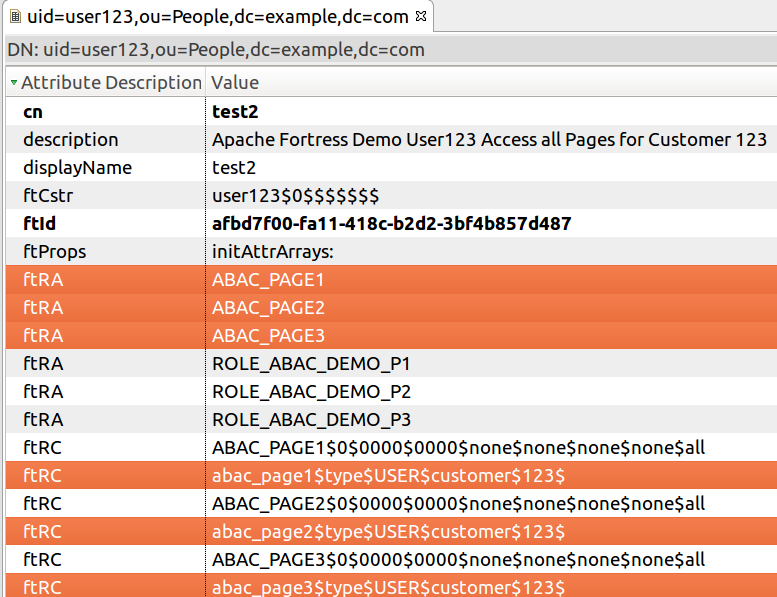 uid=user123,ou=People,dc=example,dc=com
DN: uid=user123,ou=People,dc=example,dc=com
Attribute Description Value
cn test2
description Apache Fortress Demo User123 Access all Pages for Customer 123
displayName test2
ftCstr user123$0$$$$$$$
ftId afbd7f00-fa11-418c-b2d2-3bf4b857d487
ftProps initAttrArrays:
ftRA ABAC_PAGE1
ftRA ABAC_PAGE2
ftRA ABAC_PAGE3
ftRA ROLE_ABAC_DEMO_P1
ftRA ROLE_ABAC_DEMO_P2
ftRA ROLE_ABAC_DEMO_P3
ftRC ABAC_PAGE1$0$0000$0000$none$none$none$none$all
ftRC abac_page1$type$USER$customer$123$
ftRC ABAC_PAGE2$0$0000$0000$none$none$none$none$all
ftRC abac_page2$type$USER$customer$123$
ftRC ABAC_PAGE3$0$0000$0000$none$none$none$none$all
ftRC abac_page3$type$USER$customer$123$